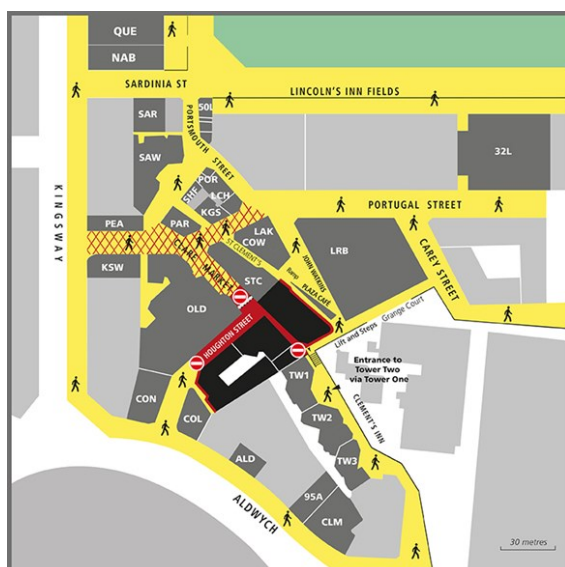 QUE
NAB
SARDINIA ST
LINCOLN'S INN FIELDS
SAR
50L
PORTSMOUTH STREET
32L
SAW
POR
SHF
LCH
KGS
PORTUGAL STREET
KINGSWAY
PEA
PAR
LAK
COW
ST CLEMENT'S
LRB
CAREY STREET
KSW
CLARE MARKET
JOHN WATKINS
PLAZA CAFÉ
Ramp
STC
OLD
HOUGHTON STREET
Lift and Steps
Grange Court
Entrance to
Tower Two
via Tower One
TW1
CON
COL
TW2
CLEMENT'S INN
ALD
TW3
95A
ALDWYCH
CLM
30 metres